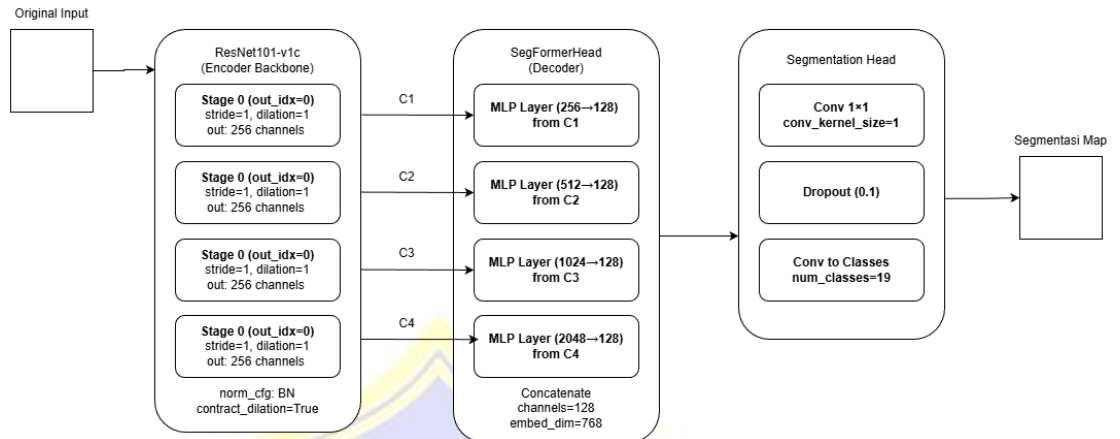 Original Input
ResNet101-v1c
(Encoder Backbone)
Stage 0 (out_idx=0)
stride=1, dilation=1
out: 256 channels
Stage 0 (out_idx=0)
stride=1, dilation=1
out: 256 channels
Stage 0 (out_idx=0)
stride=1, dilation=1
out: 256 channels
Stage 0 (out_idx=0)
stride=1, dilation=1
out: 256 channels
norm_cfg: BN
contract_dilation=True
C1
C2
C3
C4
SegFormerHead
(Decoder)
MLP Layer (256→128)
from C1
MLP Layer (512→128)
from C2
MLP Layer (1024→128)
from C3
MLP Layer (2048→128)
from C4
Concatenate
channels=128
embed_dim=768
Segmentation Head
Conv 1×1
conv_kernel_size=1
Dropout (0.1)
Conv to Classes
num_classes=19
Segmentasi Map